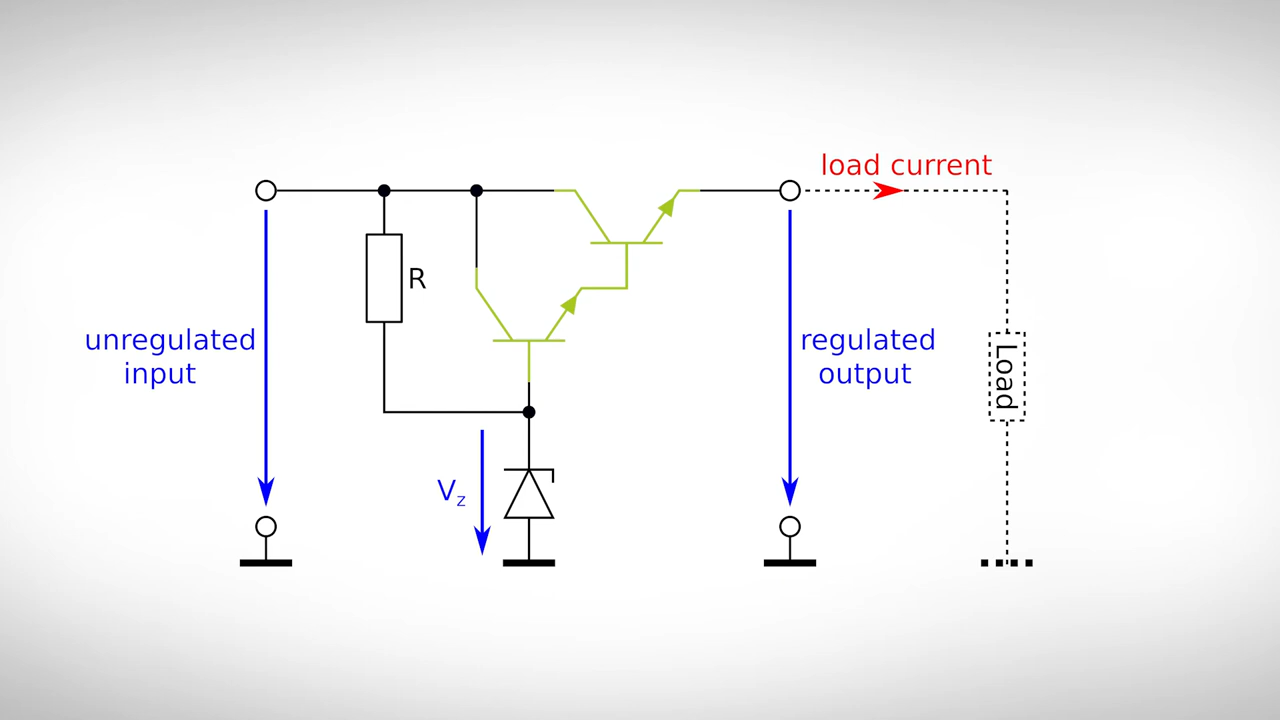 load current
R
unregulated
input
regulated
output
Load
Vz